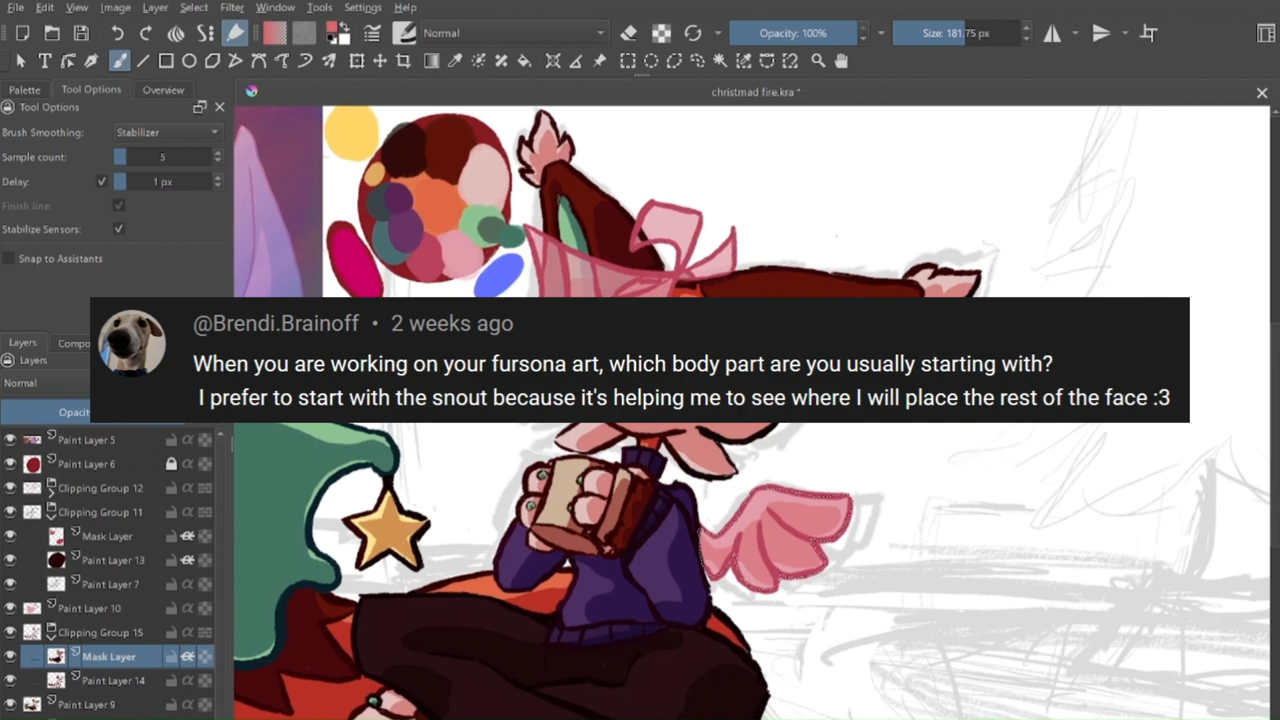 File Edit View Image Layer Select Filter Window Tools Settings Help
Normal Opacity: 100% Size: 181.75 px
Palette Tool Options Overview
christmad fire.kra *
Tool Options
Brush Smoothing: Stabilizer
Sample count: 5
Delay: 1 px
Finish line:
Stabilize Sensors:
Snap to Assistants
@Brendi.Brainoff • 2 weeks ago
When you are working on your fursona art, which body part are you usually starting with?
I prefer to start with the snout because it's helping me to see where I will place the rest of the face :3
Layers Compo
Layers
Normal
Opacit
Paint Layer 5
Paint Layer 6
Clipping Group 12
Clipping Group 11
Mask Layer
Paint Layer 13
Paint Layer 7
Paint Layer 10
Clipping Group 15
Mask Layer
Paint Layer 14
Paint Layer 9